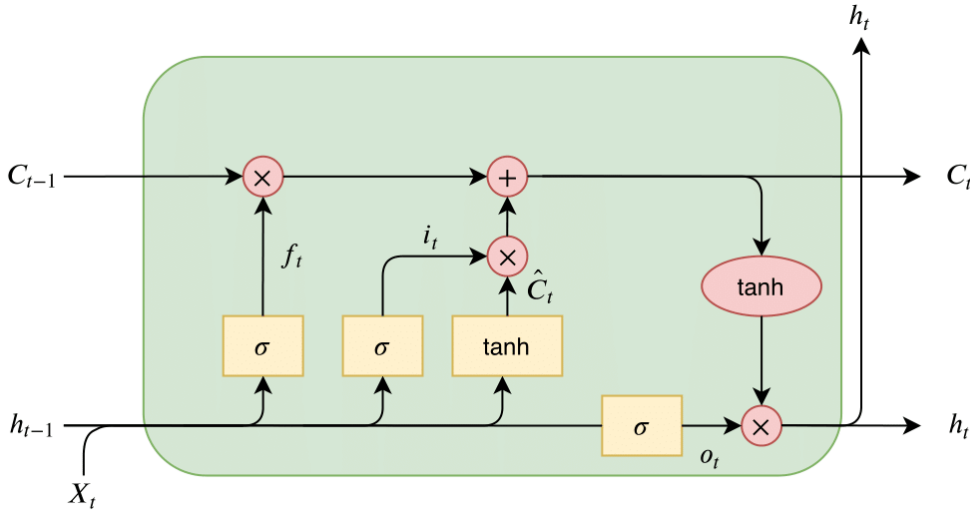 h_t
C_{t-1}
×
+
C_t
f_t
i_t
×
Ĉ_t
tanh
σ
σ
tanh
h_{t-1}
σ
o_t
×
h_t
X_t